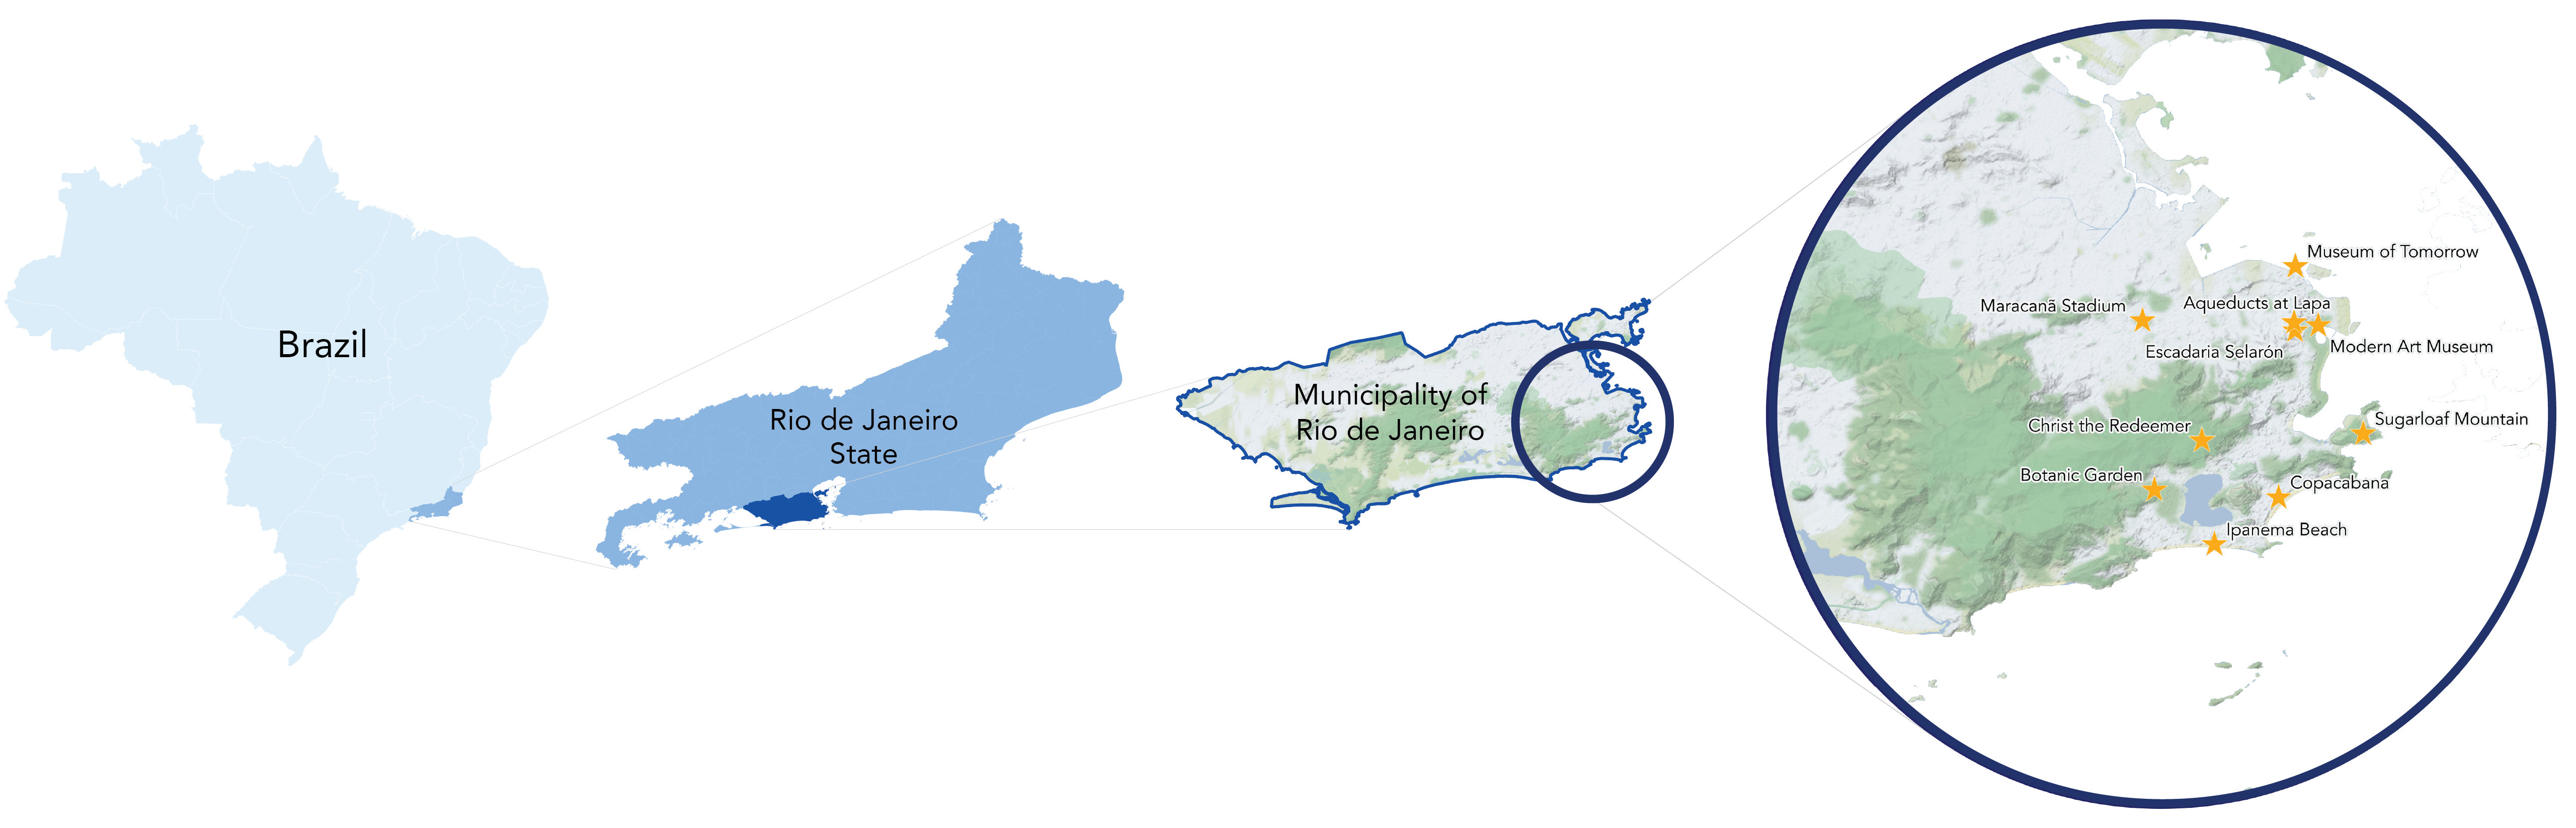 Brazil
Rio de Janeiro
State
Municipality of
Rio de Janeiro
Museum of Tomorrow
Maracanã Stadium
Aqueducts at Lapa
Escadaria Selarón
Modern Art Museum
Christ the Redeemer
Sugarloaf Mountain
Botanic Garden
Copacabana
Ipanema Beach